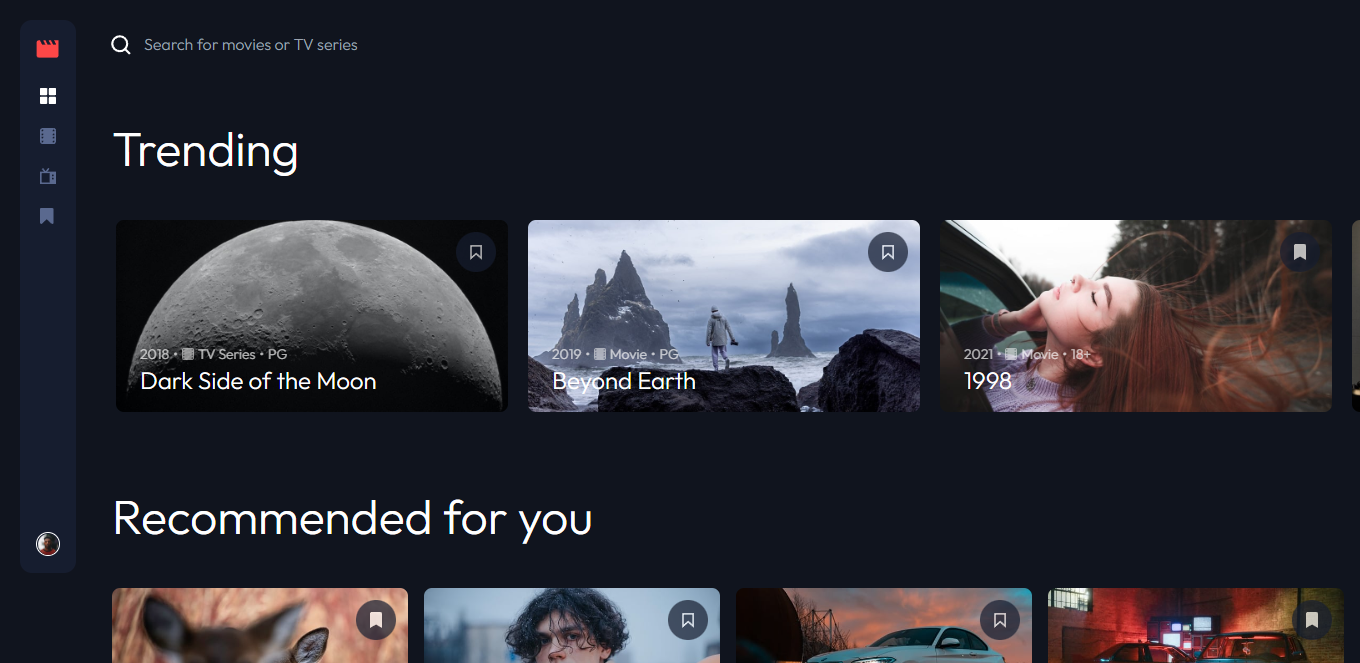 Search for movies or TV series
Trending
2018 • TV Series • PG
Dark Side of the Moon
2019 • Movie • PG
Beyond Earth
2021 • Movie • 18+
1998
Recommended for you